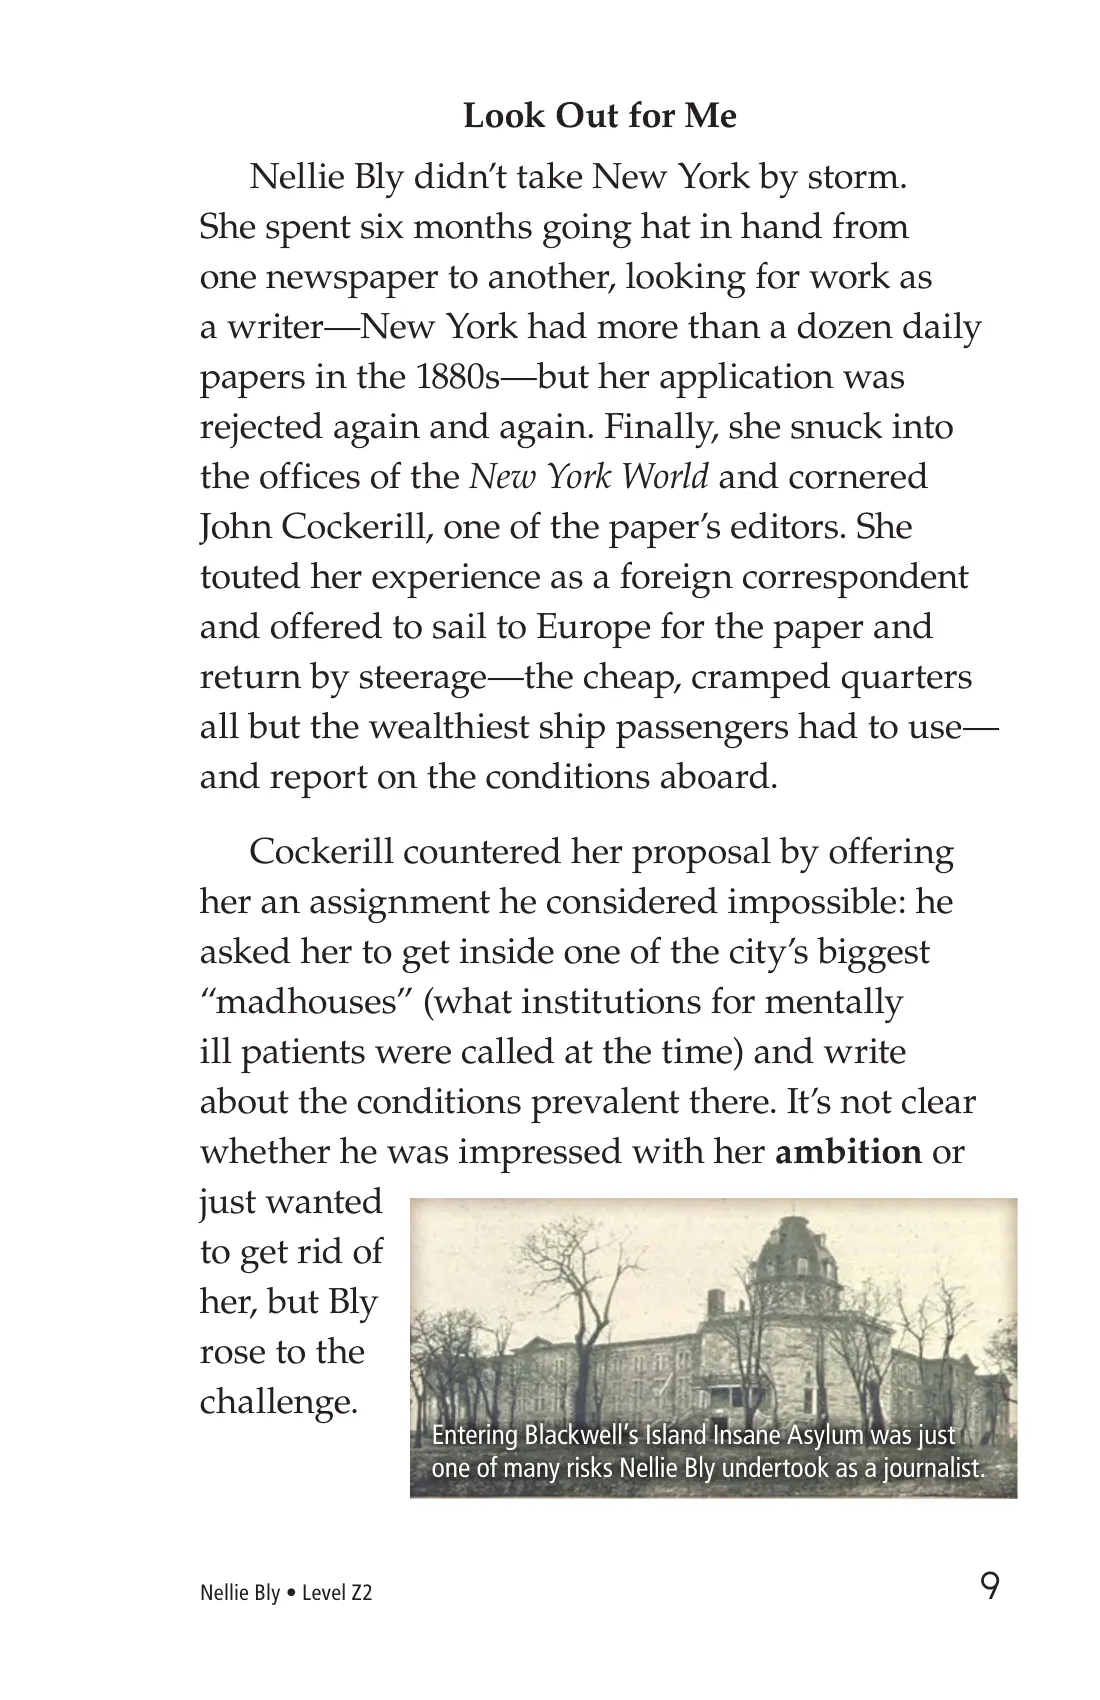 Look Out for Me
Nellie Bly didn’t take New York by storm.
She spent six months going hat in hand from
one newspaper to another, looking for work as
a writer—New York had more than a dozen daily
papers in the 1880s—but her application was
rejected again and again. Finally, she snuck into
the offices of the New York World and cornered
John Cockerill, one of the paper’s editors. She
touted her experience as a foreign correspondent
and offered to sail to Europe for the paper and
return by steerage—the cheap, cramped quarters
all but the wealthiest ship passengers had to use—
and report on the conditions aboard.
Cockerill countered her proposal by offering
her an assignment he considered impossible: he
asked her to get inside one of the city’s biggest
“madhouses” (what institutions for mentally
ill patients were called at the time) and write
about the conditions prevalent there. It’s not clear
whether he was impressed with her ambition or
just wanted
to get rid of
her, but Bly
rose to the
challenge.
Entering Blackwell’s Island Insane Asylum was just
one of many risks Nellie Bly undertook as a journalist.
Nellie Bly • Level Z2
9